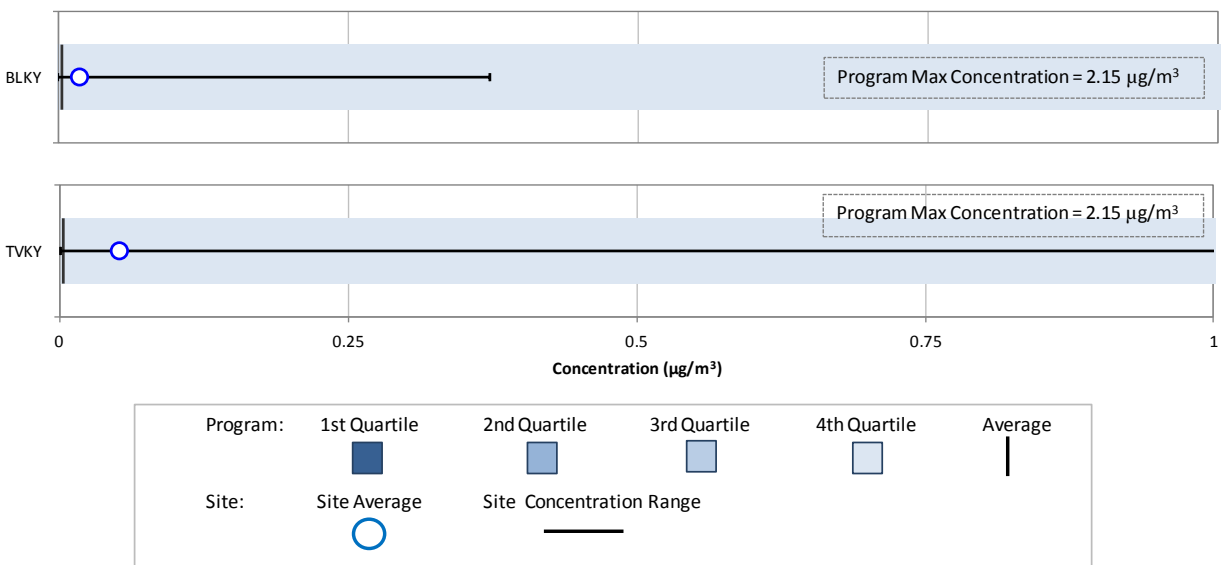 BLKY
Program Max Concentration = 2.15 µg/m³
TVKY
Program Max Concentration = 2.15 µg/m³
0 0.25 0.5 0.75 1
Concentration (µg/m³)
Program: 1st Quartile 2nd Quartile 3rd Quartile 4th Quartile Average
Site: Site Average Site Concentration Range